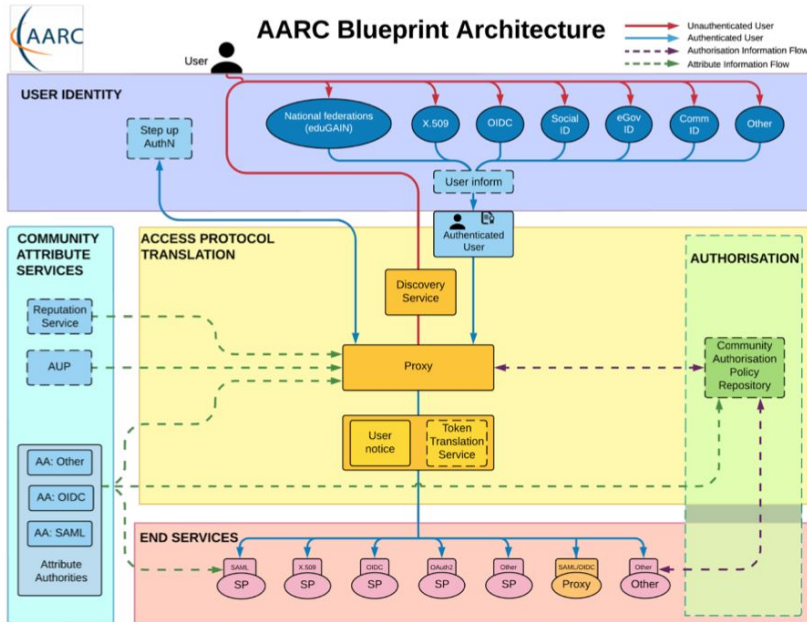 AARC
AARC Blueprint Architecture
User
Unauthenticated User
Authenticated User
Authorisation Information Flow
Attribute Information Flow
USER IDENTITY
Step up
AuthN
National federations
(eduGAIN)
X.509
OIDC
Social
ID
eGov
ID
Comm
ID
Other
User inform
Authenticated
User
COMMUNITY
ATTRIBUTE
SERVICES
ACCESS PROTOCOL
TRANSLATION
AUTHORISATION
Discovery
Service
Reputation
Service
AUP
Proxy
Community
Authorisation
Policy
Repository
User
notice
Token
Translation
Service
AA: Other
AA: OIDC
AA: SAML
Attribute
Authorities
END SERVICES
SAML
SP
X.509
SP
OIDC
SP
OAuth2
SP
Other
SP
SAML/OIDC
Proxy
Other
Other